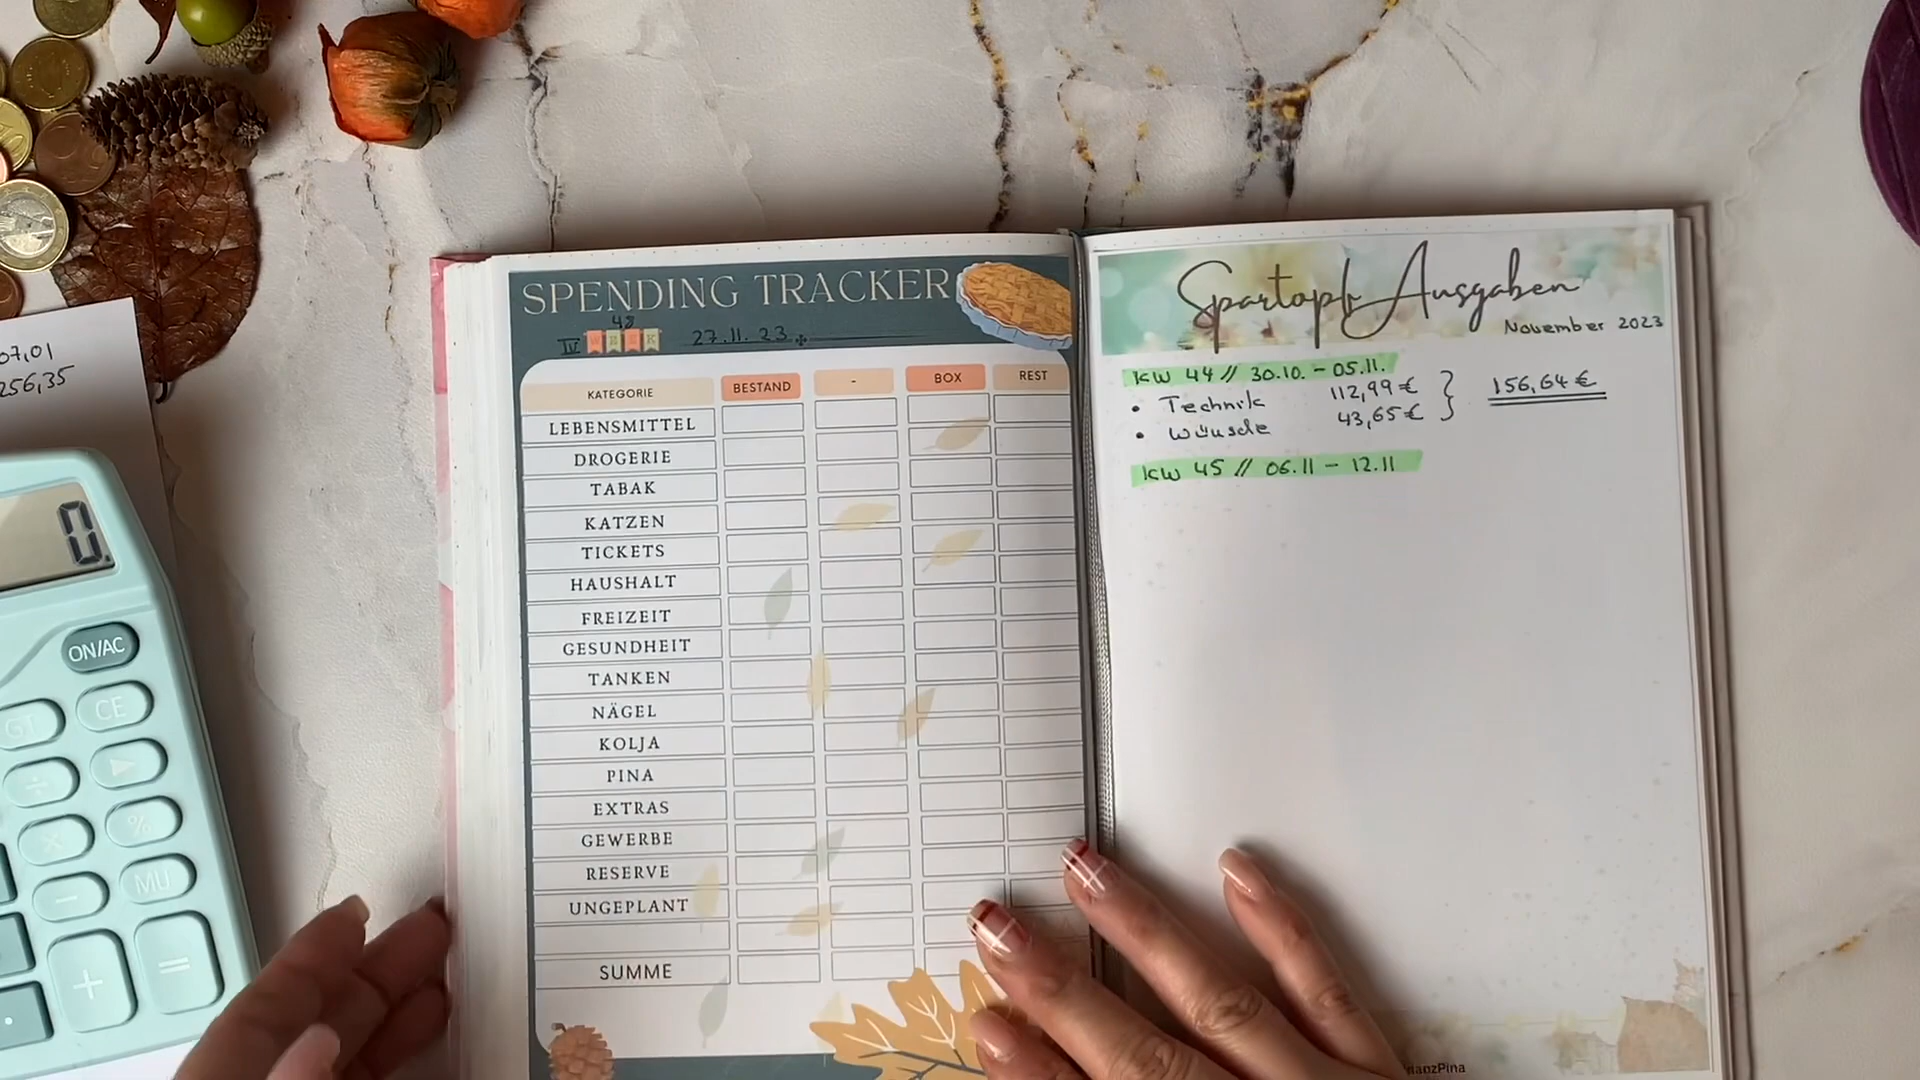 07,01
256,35
0.
ON/AC
GT
CE
%
MU
+
=
SPENDING TRACKER
48
IV WEEK 27.11.23
KATEGORIE BESTAND - BOX REST
LEBENSMITTEL
DROGERIE
TABAK
KATZEN
TICKETS
HAUSHALT
FREIZEIT
GESUNDHEIT
TANKEN
NÄGEL
KOLJA
PINA
EXTRAS
GEWERBE
RESERVE
UNGEPLANT
SUMME
Spartopf Ausgaben
November 2023
KW 44 // 30.10. - 05.11.
• Technik 112,99€ } 156,64€
• Wünsche 43,65€
KW 45 // 06.11 - 12.11
nanzPina